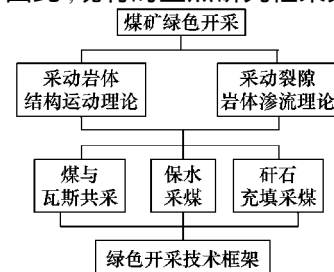 煤矿绿色开采
采动岩体
结构运动理论
采动裂隙
岩体渗流理论
煤与
瓦斯共采
保水
采煤
矸石
充填采煤
绿色开采技术框架